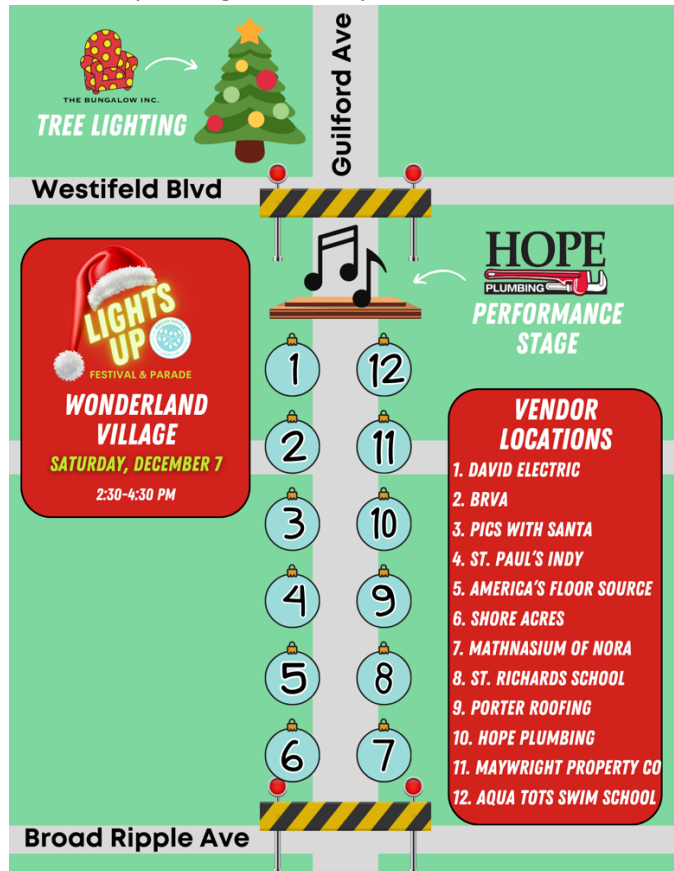 Guilford Ave
THE BUNGALOW INC.
TREE LIGHTING
Westifeld Blvd
HOPE
PLUMBING
PERFORMANCE
STAGE
LIGHTS
UP
FESTIVAL & PARADE
WONDERLAND
VILLAGE
SATURDAY, DECEMBER 7
2:30-4:30 PM
1
12
2
11
3
10
4
9
5
8
6
7
VENDOR
LOCATIONS
1. DAVID ELECTRIC
2. BRVA
3. PICS WITH SANTA
4. ST. PAUL'S INDY
5. AMERICA'S FLOOR SOURCE
6. SHORE ACRES
7. MATHNASIUM OF NORA
8. ST. RICHARDS SCHOOL
9. PORTER ROOFING
10. HOPE PLUMBING
11. MAYWRIGHT PROPERTY CO
12. AQUA TOTS SWIM SCHOOL
Broad Ripple Ave